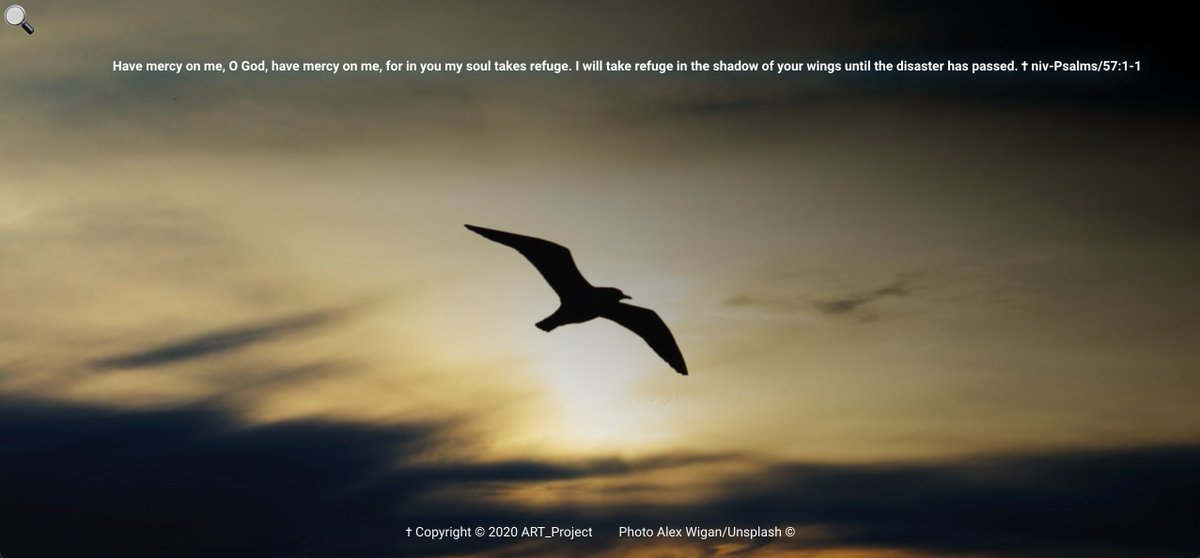 Have mercy on me, O God, have mercy on me, for in you my soul takes refuge. I will take refuge in the shadow of your wings until the disaster has passed. ✝ niv-Psalms/57:1-1
✝ Copyright © 2020 ART_Project Photo Alex Wigan/Unsplash ©